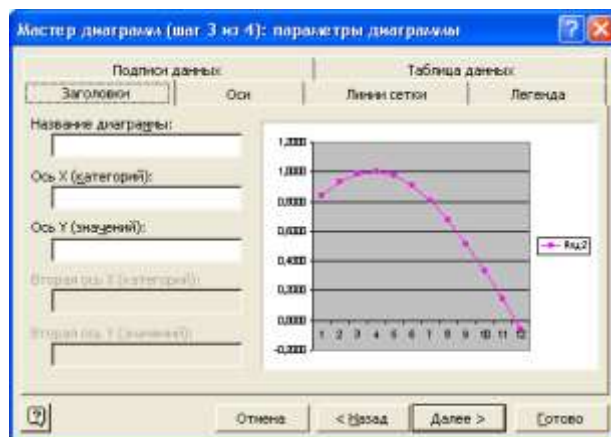 Мастер диаграмм (шаг 3 из 4): параметры диаграммы
Подписи данных
Таблица данных
Заголовки
Оси
Линии сетки
Легенда
Название диаграммы:
Ось X (категорий):
Ось Y (значений):
Вторая ось X (категорий):
Вторая ось Y (значений):
1,2000
1,0000
0,8000
0,6000
0,4000
0,2000
0,0000
-0,2000
1 2 3 4 5 6 7 8 9 10 11 12
Ряд2
Отмена
< Назад
Далее >
Готово